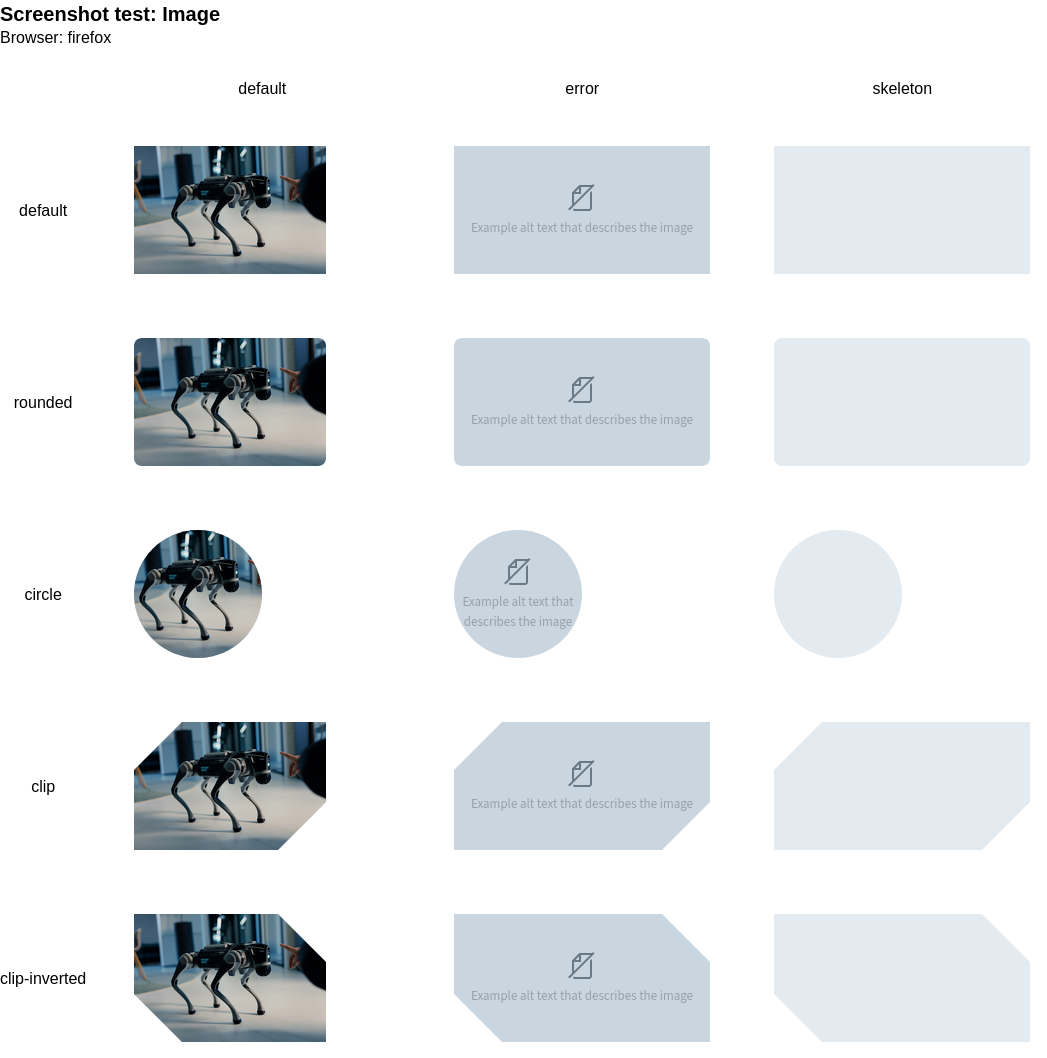 Screenshot test: Image
Browser: firefox
default error skeleton
default
Example alt text that describes the image
rounded
Example alt text that describes the image
circle
Example alt text that
describes the image
clip
Example alt text that describes the image
clip-inverted
Example alt text that describes the image